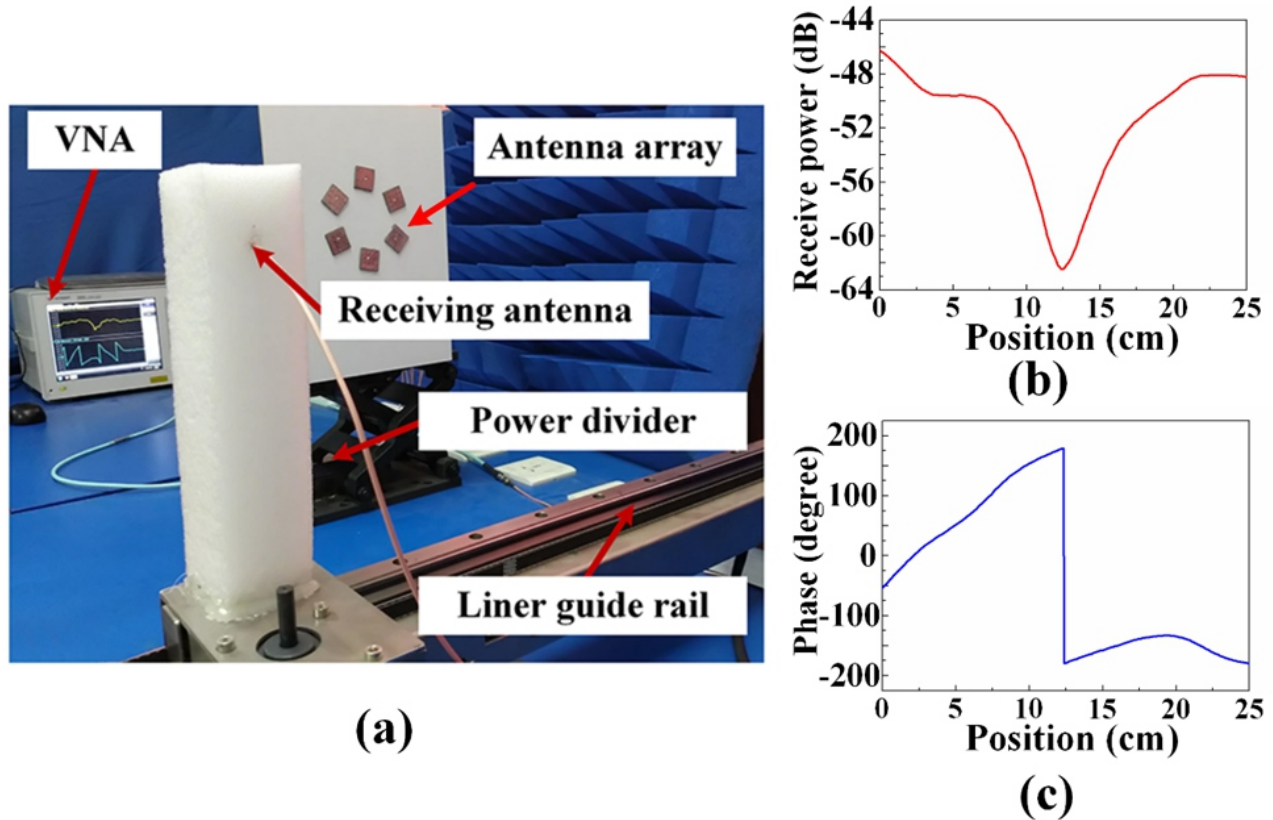 VNA
Antenna array
Receiving antenna
Power divider
Liner guide rail
(a)
Receive power (dB)
-44
-48
-52
-56
-60
-64
0 5 10 15 20 25
Position (cm)
(b)
Phase (degree)
200
100
0
-100
-200
0 5 10 15 20 25
Position (cm)
(c)